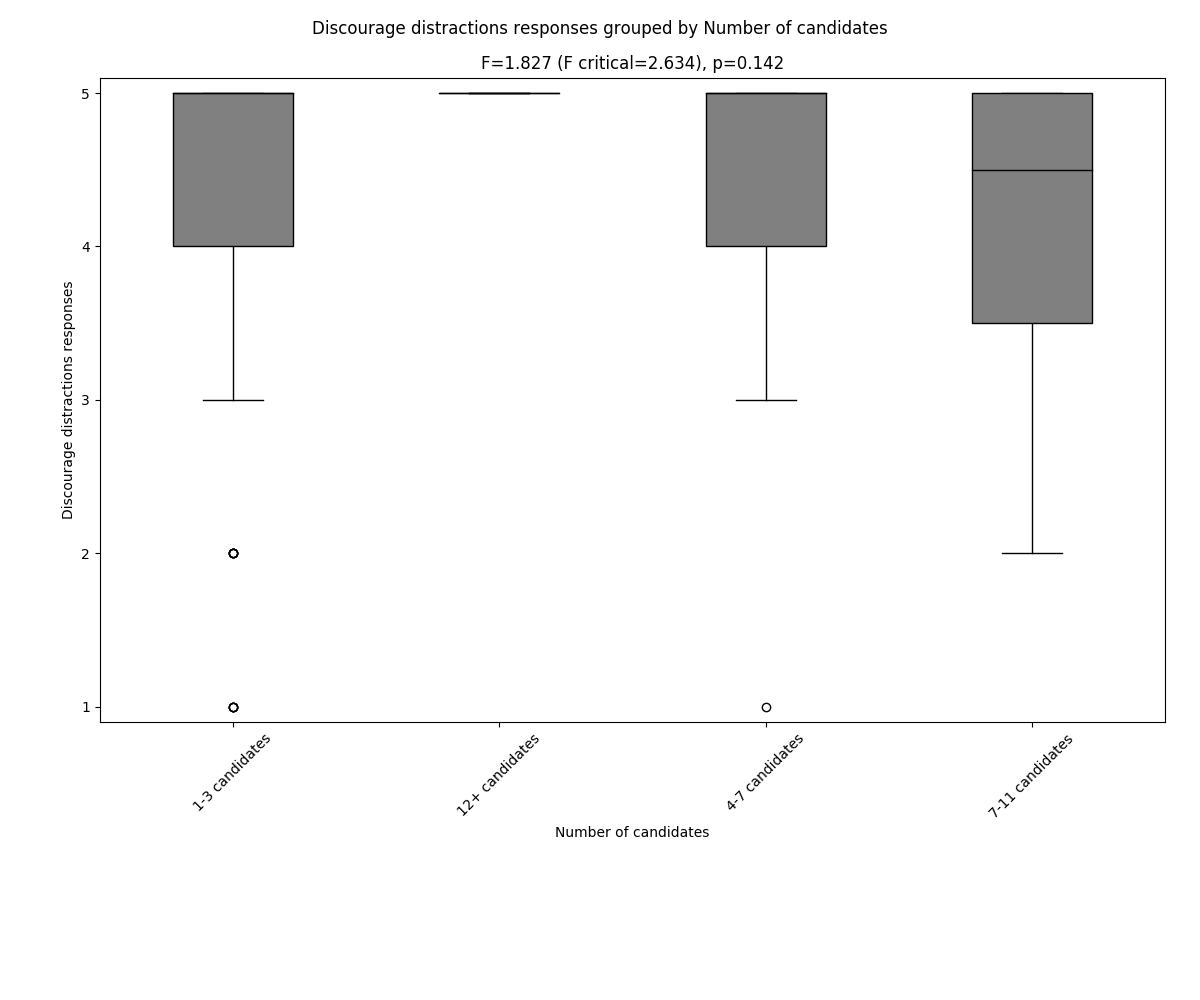 Discourage distractions responses grouped by Number of candidates
F=1.827 (F critical=2.634), p=0.142
Discourage distractions responses
5
4
3
2
1
1-3 candidates
12+ candidates
4-7 candidates
7-11 candidates
Number of candidates